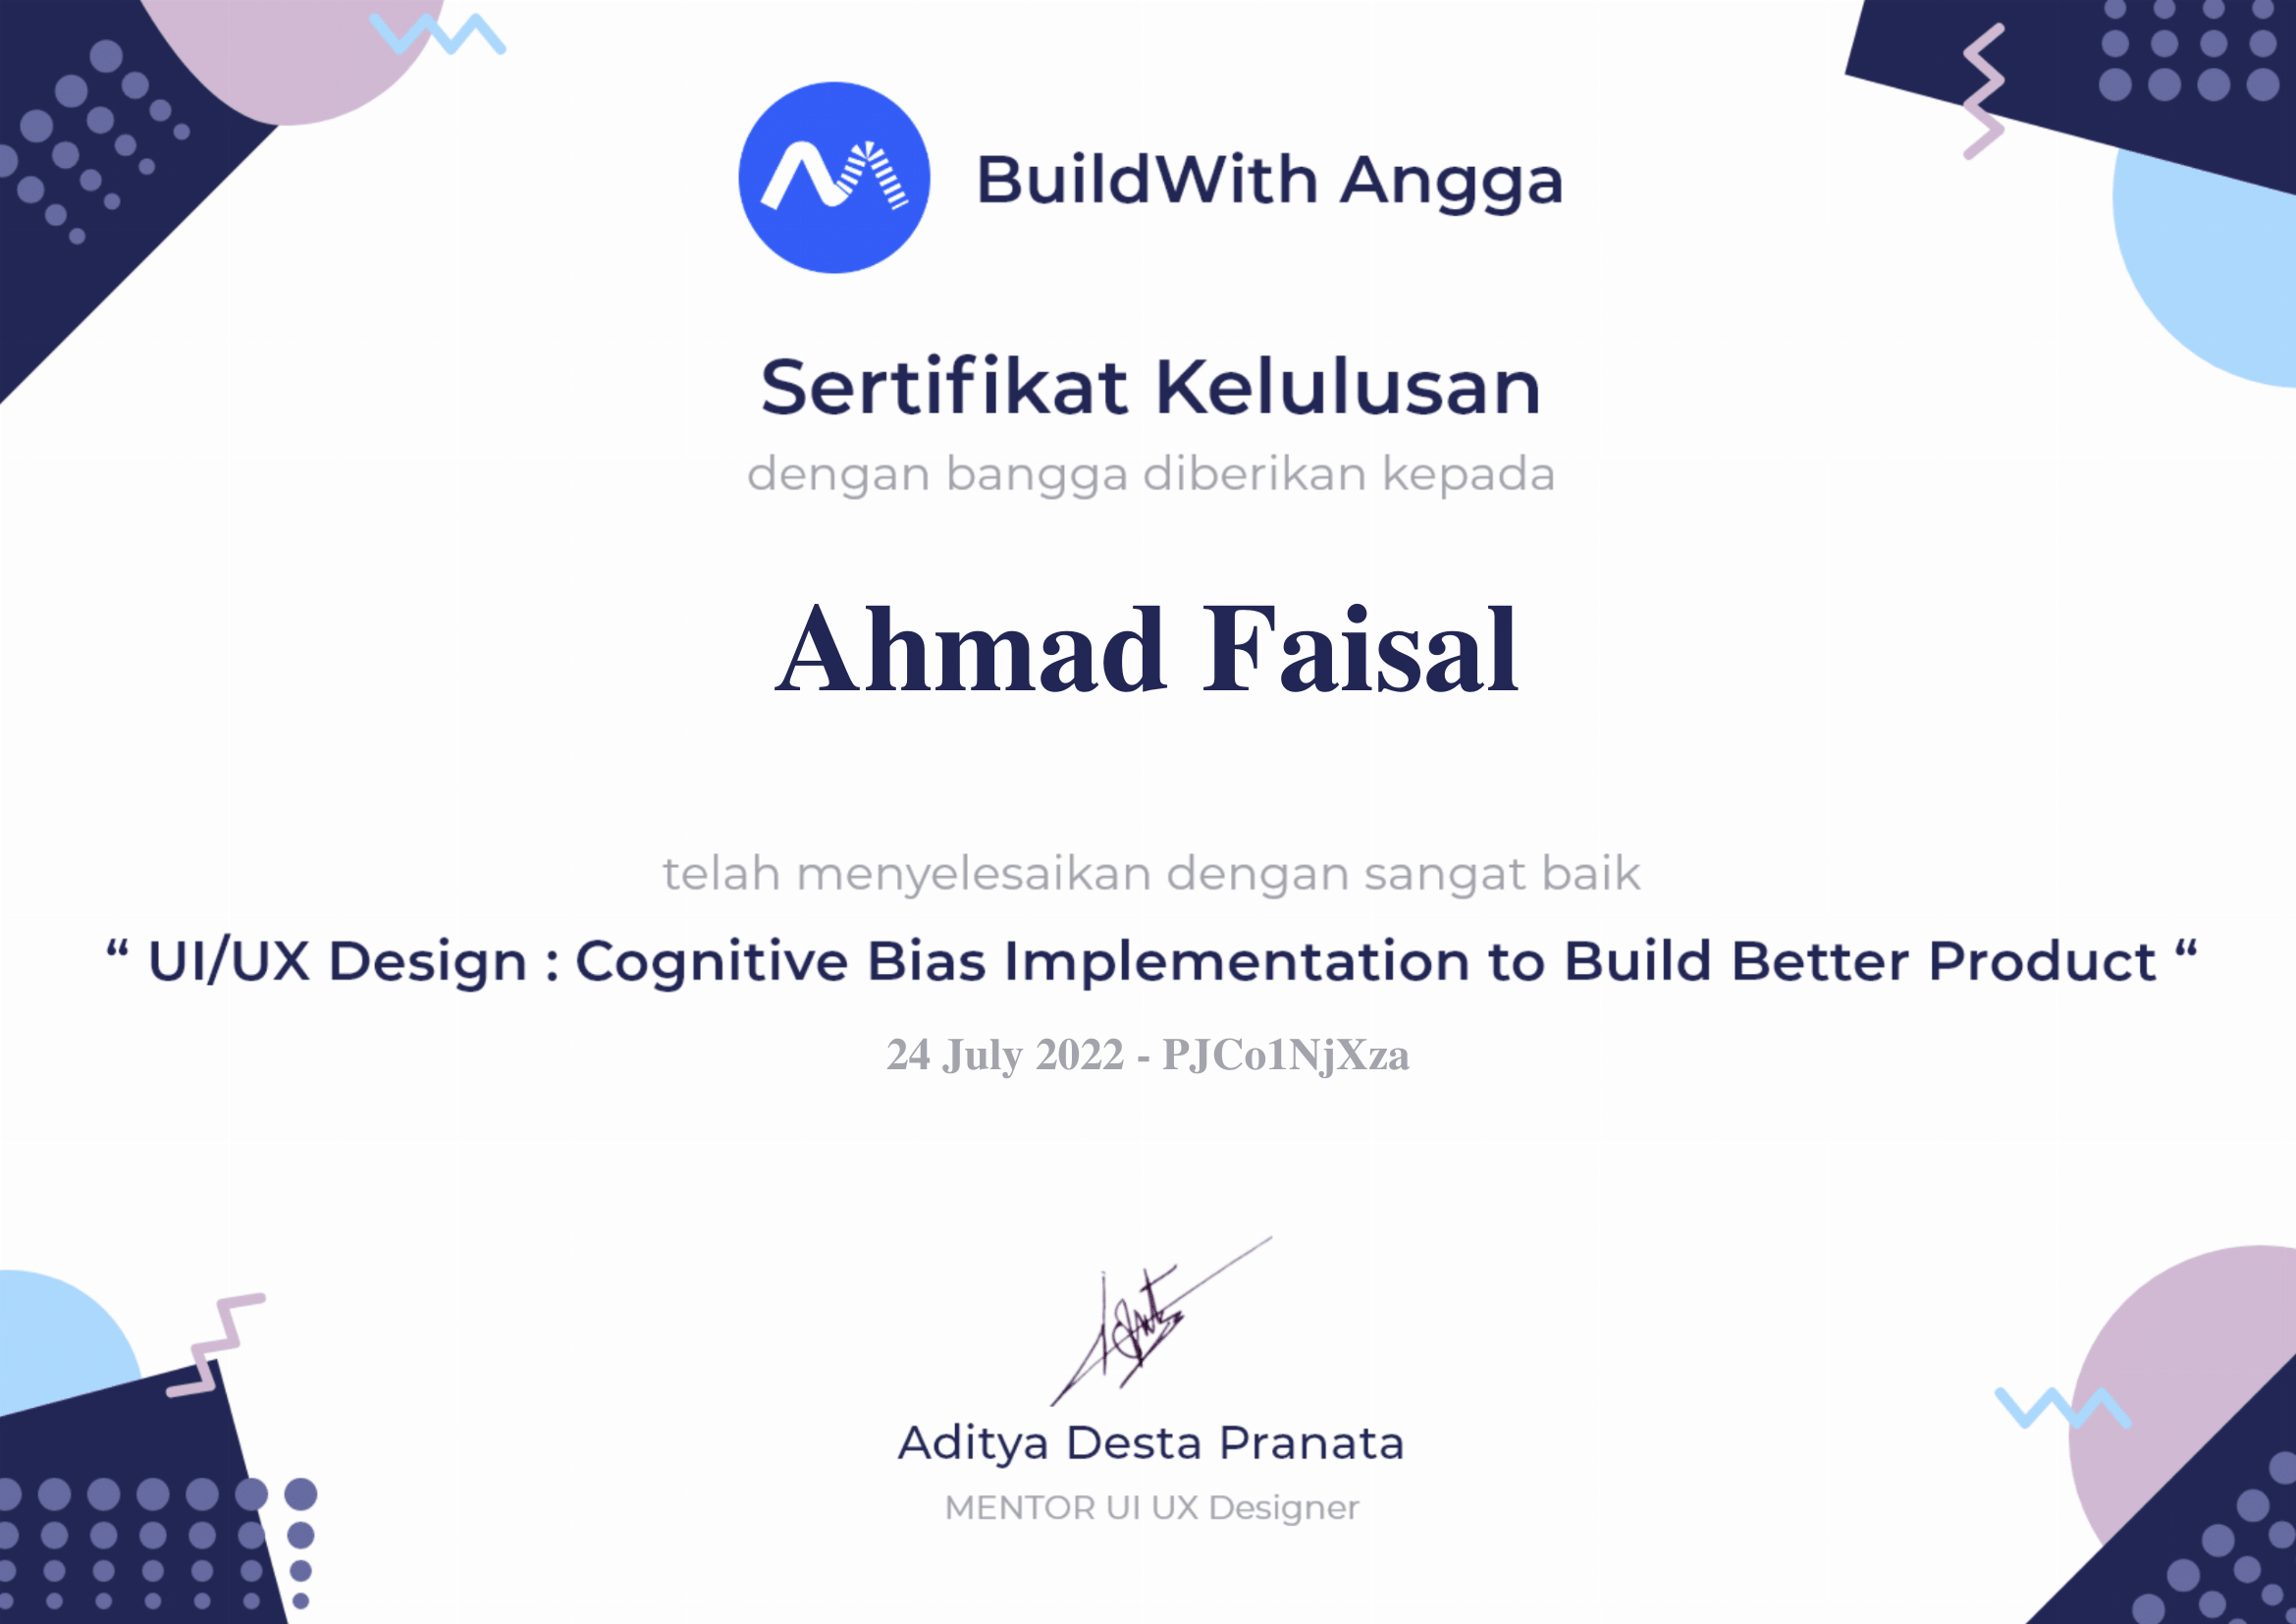 BuildWith Angga
Sertifikat Kelulusan
dengan bangga diberikan kepada
Ahmad Faisal
telah menyelesaikan dengan sangat baik
“ UI/UX Design : Cognitive Bias Implementation to Build Better Product “
24 July 2022 - PJCo1NjXza
Aditya Desta Pranata
MENTOR UI UX Designer